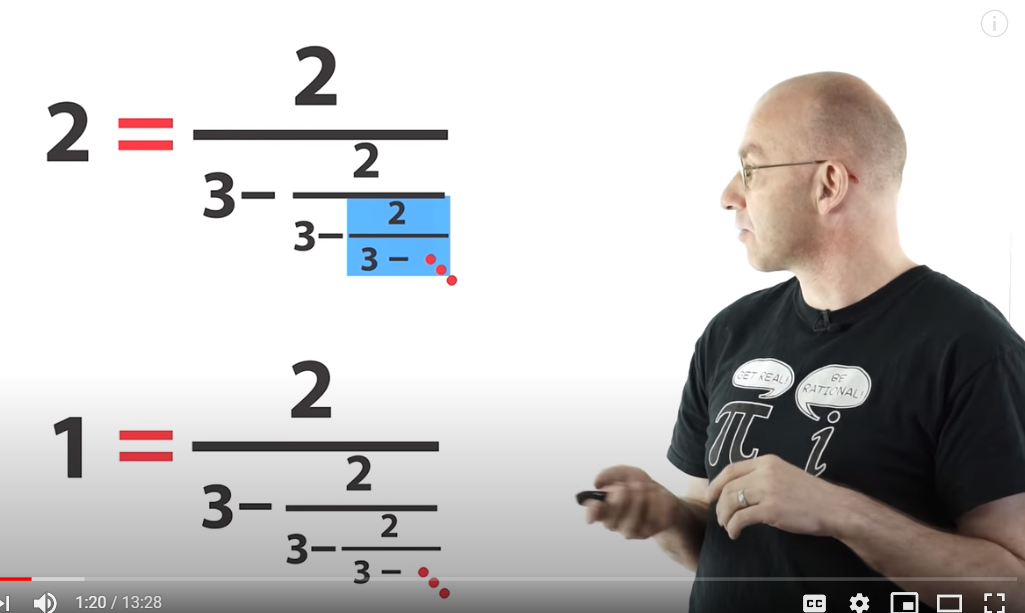 2 = 2
3− 2
3− 2
3 −
1 = 2
3− 2
3− 2
3 −
GET REAL!
BE
RATIONAL!
π i
1:20 / 13:28
CC
i